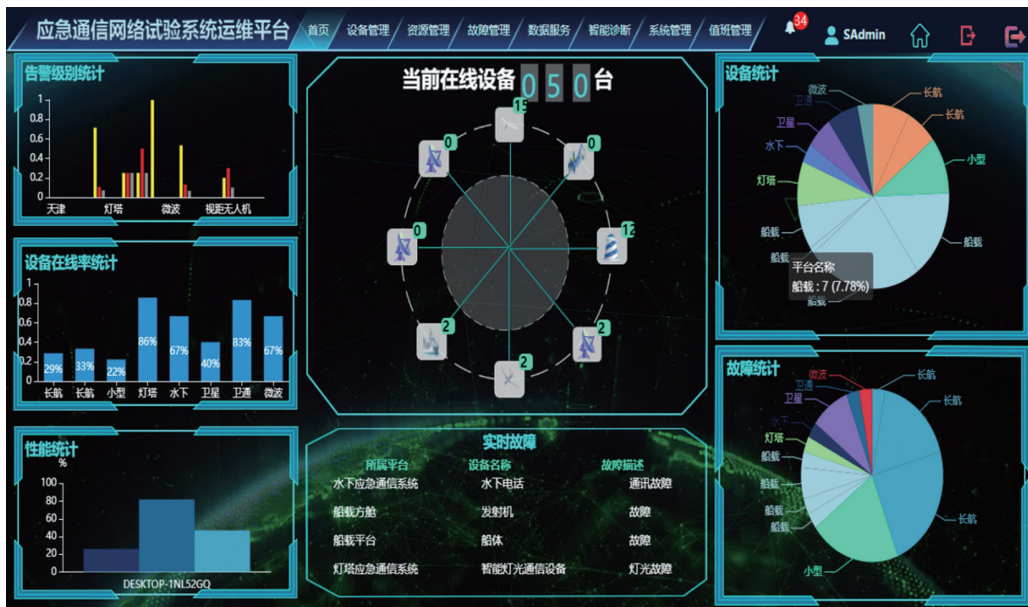 应急通信网络试验系统运维平台 首页 设备管理 资源管理 故障管理 数据服务 智能诊断 系统管理 值班管理 34 SAdmin
告警级别统计
1
0.8
0.6
0.4
0.2
0
天津 灯塔 微波 视距无人机
设备在线率统计
1
0.8
0.6
0.4
0.2
0
29% 33% 22% 86% 67% 40% 83% 67%
长航 长航 小型 灯塔 水下 卫星 卫通 微波
性能统计
%
100
80
60
40
20
0
DESKTOP-1NL52GQ
当前在线设备 050 台
15
0
0
0
12
2
2
2
实时故障
所属平台 设备名称 故障描述
水下应急通信系统 水下电话 通讯故障
船载方舱 发射机 故障
船载平台 船体 故障
灯塔应急通信系统 智能灯光通信设备 灯光故障
设备统计
微波
长航
卫通
长航
卫星
水下
小型
灯塔
船载
船载
船载
平台名称
船载 : 7 (7.78%)
船载
故障统计
微波
长航
卫通
卫星
长航
水下
灯塔
船载
船载
船载
船载
长航
小型